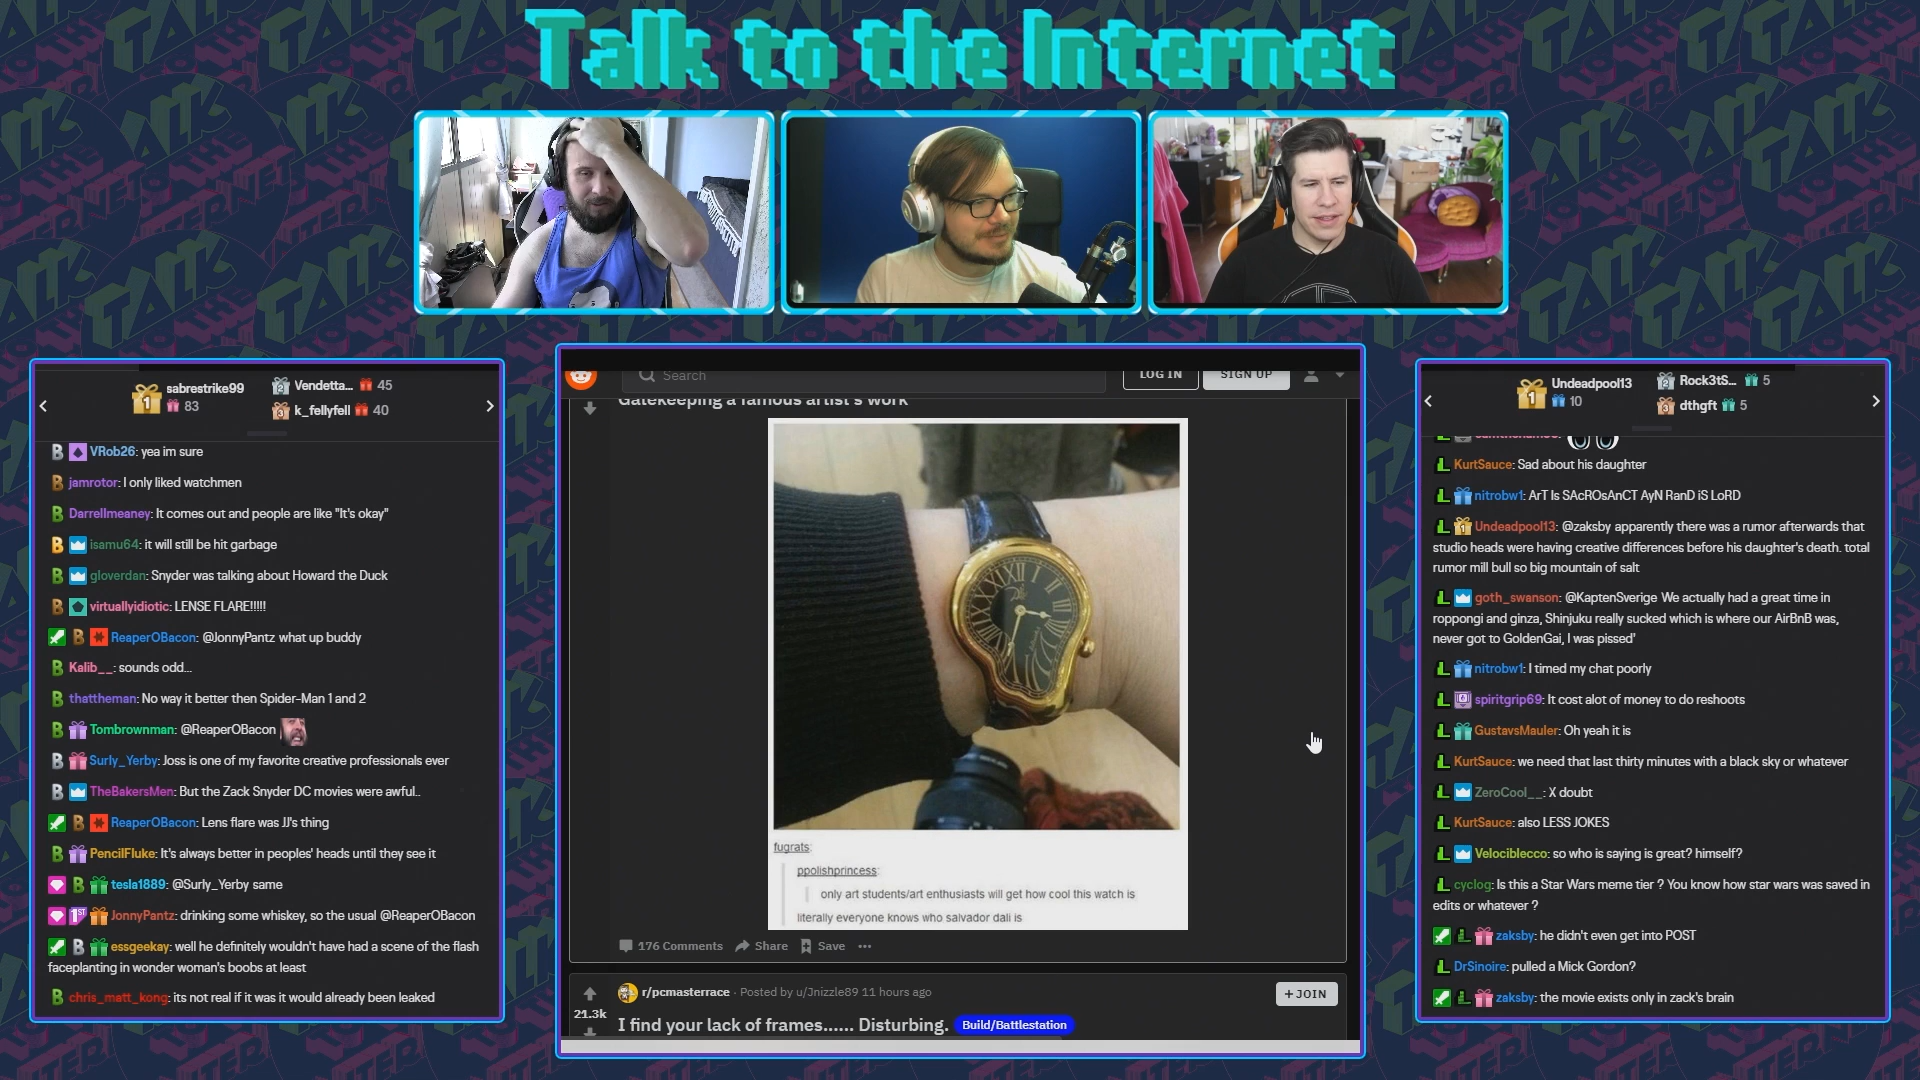 Talk to the Internet
sabrestrike99
83
Vendetta... 45
k_fellyfell 40
VRob26: yea im sure
jamrotor: I only liked watchmen
Darrellmeaney: It comes out and people are like "It's okay"
isamu64: it will still be hit garbage
gloverdan: Snyder was talking about Howard the Duck
virtuallyidiotic: LENSE FLARE!!!!!
ReaperOBacon: @JonnyPantz what up buddy
Kalib__: sounds odd...
thattheman: No way it better then Spider-Man 1 and 2
Tombrownman: @ReaperOBacon
Surly_Yerby: Joss is one of my favorite creative professionals ever
TheBakersMen: But the Zack Snyder DC movies were awful..
ReaperOBacon: Lens flare was JJ's thing
PencilFluke: It's always better in peoples' heads until they see it
tesla1889: @Surly_Yerby same
JonnyPantz: drinking some whiskey, so the usual @ReaperOBacon
essgeekay: well he definitely wouldn't have had a scene of the flash
faceplanting in wonder woman's boobs at least
chris_matt_kong: its not real if it was it would already been leaked
Search
LOG IN
SIGN UP
Gatekeeping a famous artist's work
fugrats:
ppolishprincess:
only art students/art enthusiasts will get how cool this watch is
literally everyone knows who salvador dali is
176 Comments Share Save ...
r/pcmasterrace · Posted by u/Jnizzle89 11 hours ago
+ JOIN
21.3k
I find your lack of frames...... Disturbing. Build/Battlestation
Undeadpool13
10
Rock3tS... 5
dthgft 5
KurtSauce: Sad about his daughter
nitrobw1: ArT Is SAcROsAnCT AyN RanD iS LoRD
Undeadpool13: @zaksby apparently there was a rumor afterwards that
studio heads were having creative differences before his daughter's death. total
rumor mill bull so big mountain of salt
goth_swanson: @KaptenSverige We actually had a great time in
roppongi and ginza, Shinjuku really sucked which is where our AirBnB was,
never got to GoldenGai, I was pissed'
nitrobw1: I timed my chat poorly
spiritgrip69: It cost alot of money to do reshoots
GustavsMauler: Oh yeah it is
KurtSauce: we need that last thirty minutes with a black sky or whatever
ZeroCool__: X doubt
KurtSauce: also LESS JOKES
Velociblecco: so who is saying is great? himself?
cyclog: Is this a Star Wars meme tier ? You know how star wars was saved in
edits or whatever ?
zaksby: he didn't even get into POST
DrSinoire: pulled a Mick Gordon?
zaksby: the movie exists only in zack's brain